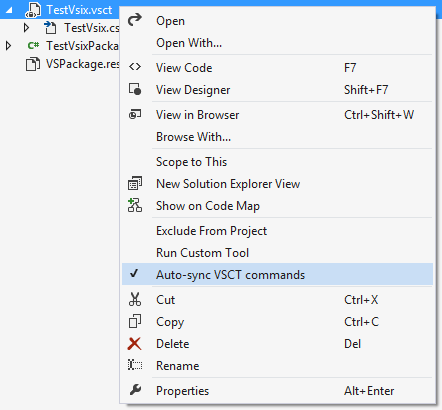 TestVsix.vsct
TestVsix.cs
TestVsixPacka
VSPackage.res
Open
Open With...
View Code F7
View Designer Shift+F7
View in Browser Ctrl+Shift+W
Browse With...
Scope to This
New Solution Explorer View
Show on Code Map
Exclude From Project
Run Custom Tool
Auto-sync VSCT commands
Cut Ctrl+X
Copy Ctrl+C
Delete Del
Rename
Properties Alt+Enter